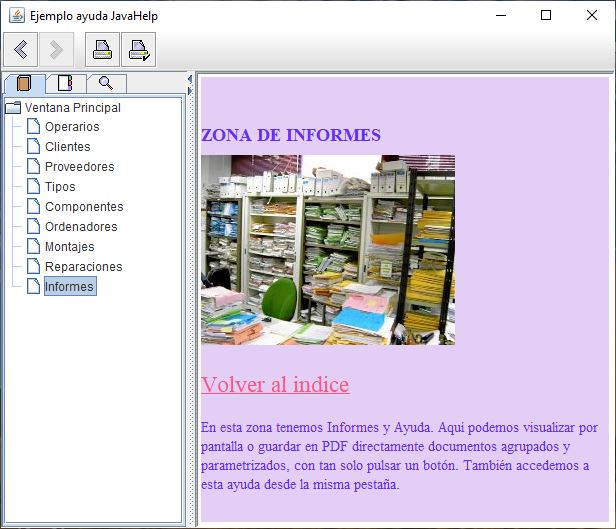 Ejemplo ayuda JavaHelp
Ventana Principal
Operarios
Clientes
Proveedores
Tipos
Componentes
Ordenadores
Montajes
Reparaciones
Informes
ZONA DE INFORMES
Volver al indice
En esta zona tenemos Informes y Ayuda. Aqui podemos visualizar por
pantalla o guardar en PDF directamente documentos agrupados y
parametrizados, con tan solo pulsar un botón. También accedemos a
esta ayuda desde la misma pestaña.